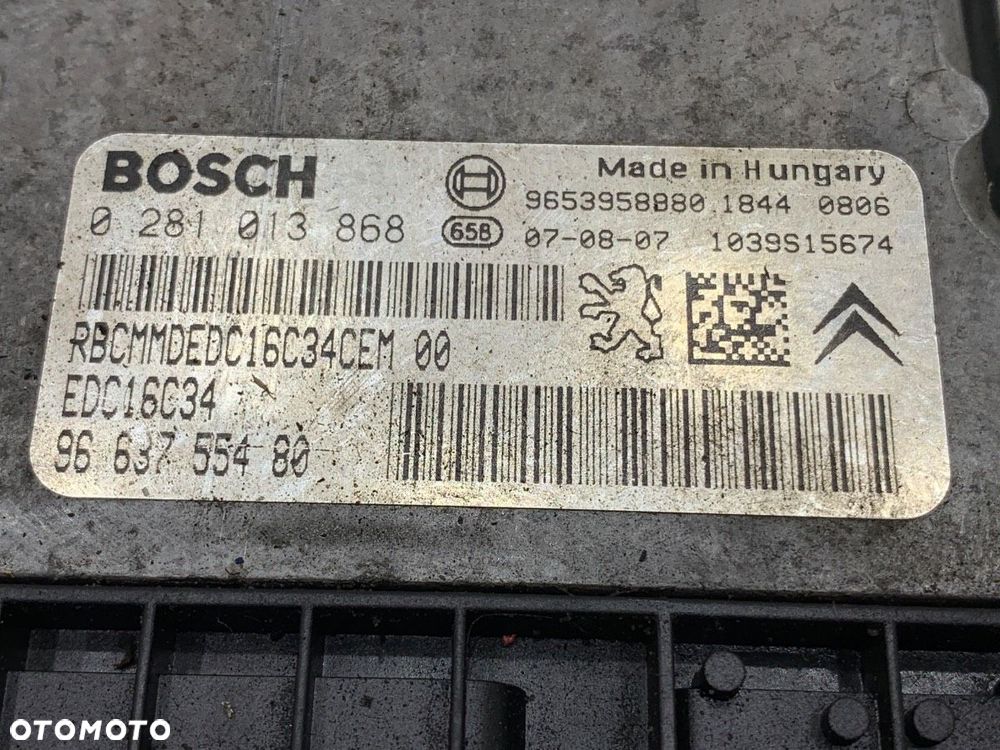 BOSCH
Made in Hungary
9653958880 1844 0806
0 281 013 868
658
07-08-07 1039S15674
RBCMMDEDC16C34CEM 00
EDC16C34
96 637 554 80
OTOMOTO